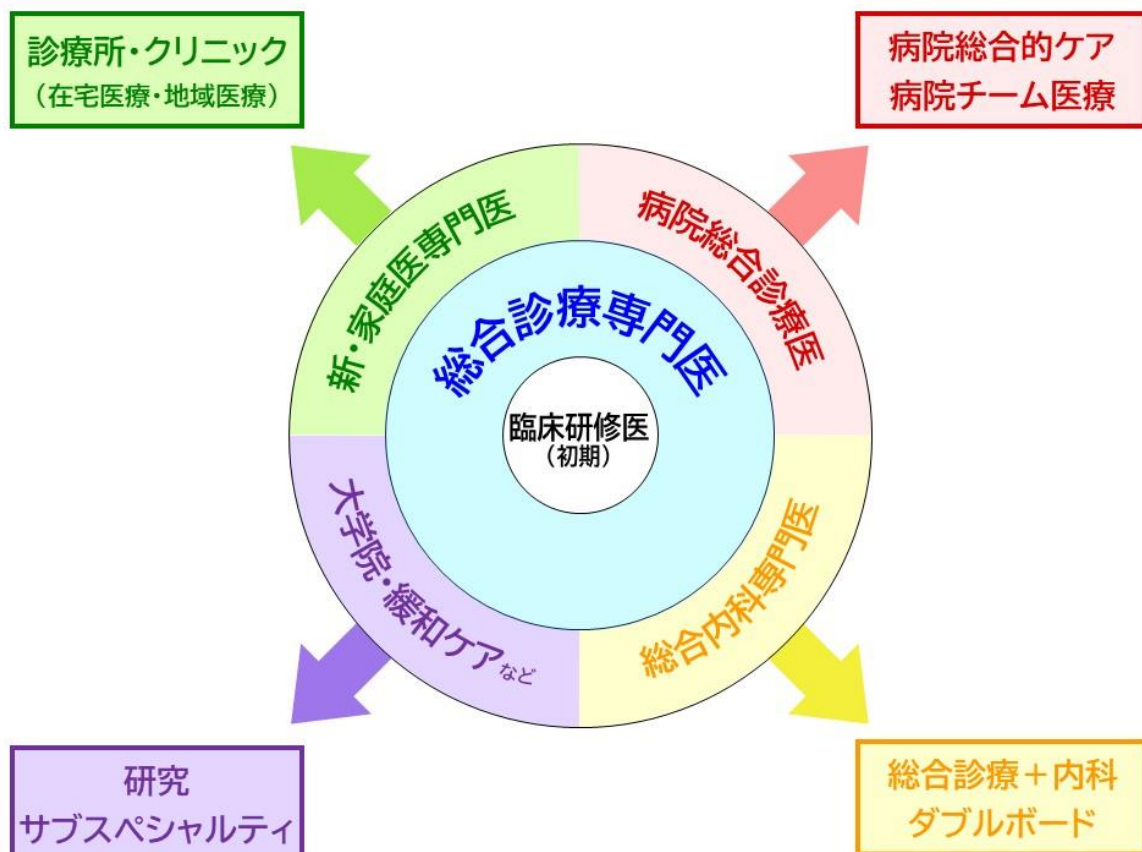 診療所・クリニック
（在宅医療・地域医療）
病院総合的ケア
病院チーム医療
新・家庭医専門医
病院総合診療医
総合診療専門医
臨床研修医
（初期）
大学院・緩和ケアなど
総合内科専門医
研究
サブスペシャルティ
総合診療＋内科
ダブルボード